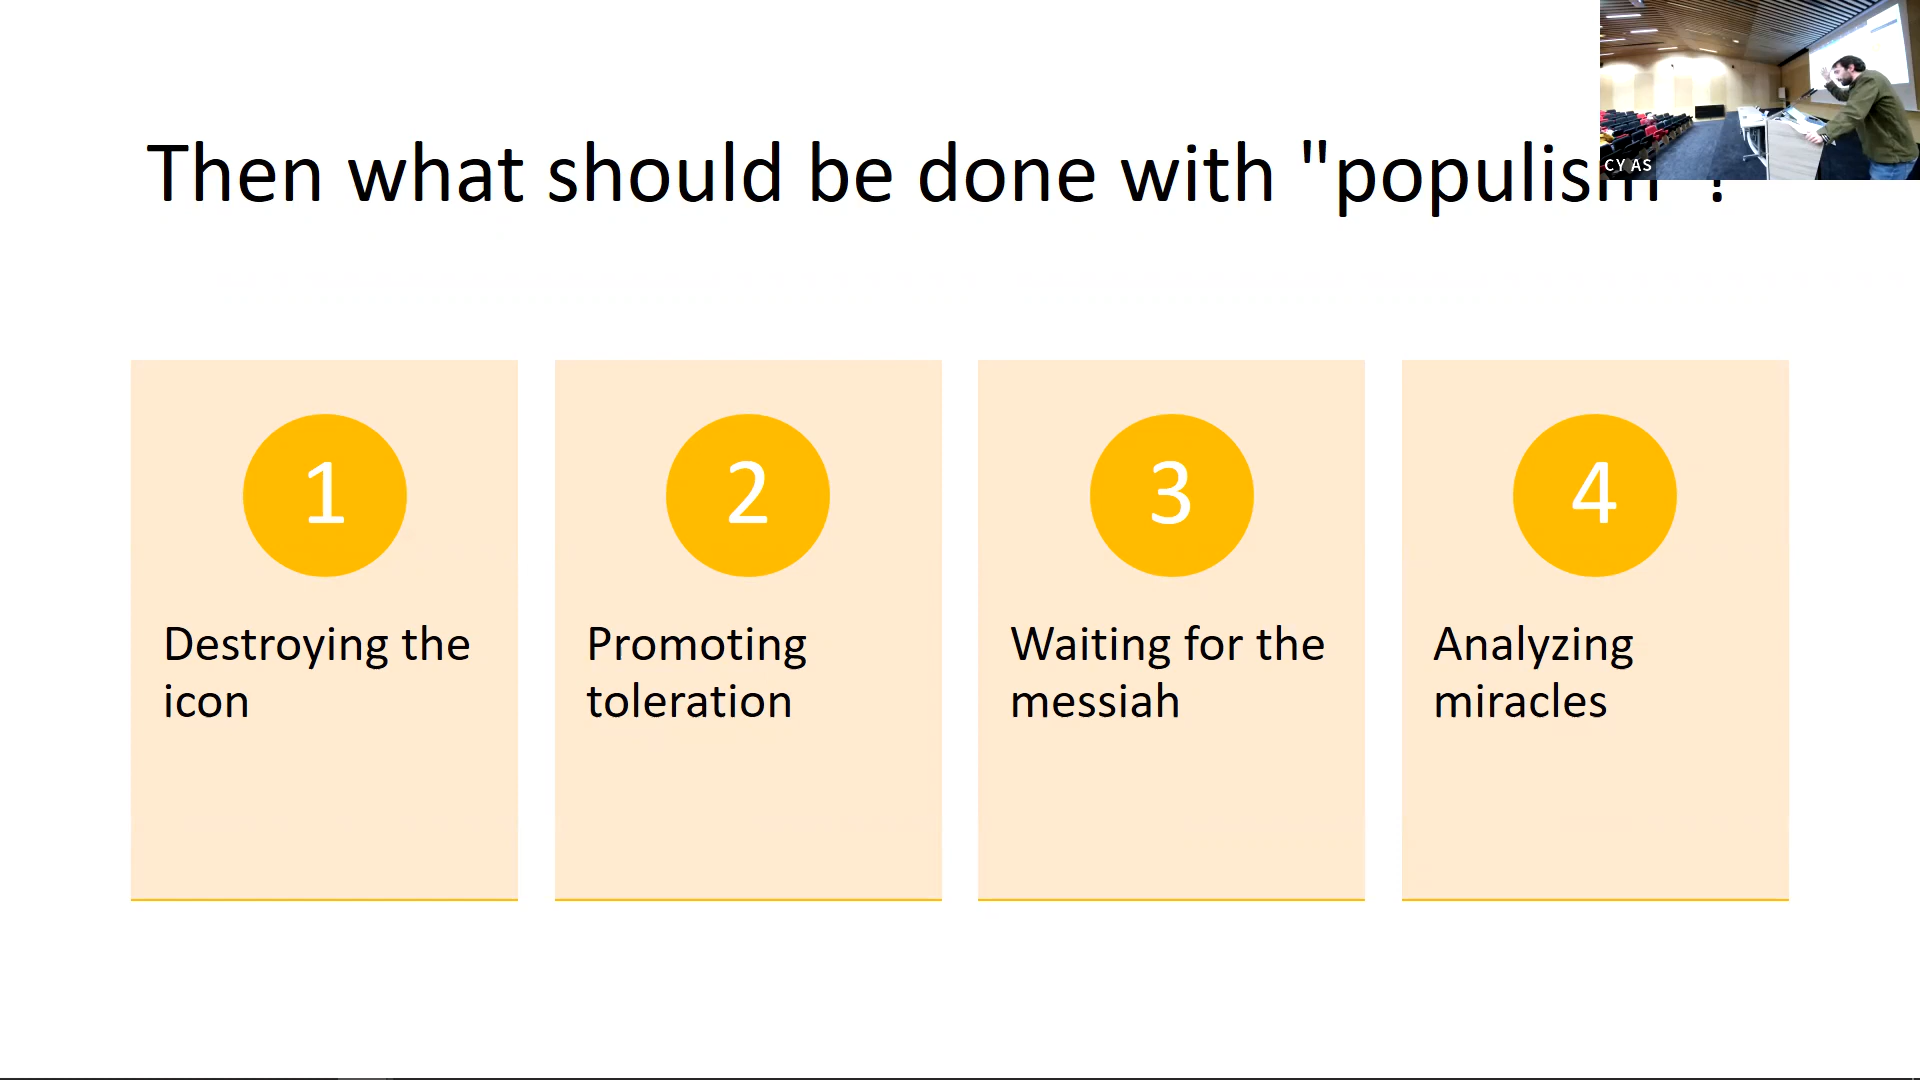 Then what should be done with "populism"?
CY AS
1
Destroying the
icon
2
Promoting
toleration
3
Waiting for the
messiah
4
Analyzing
miracles